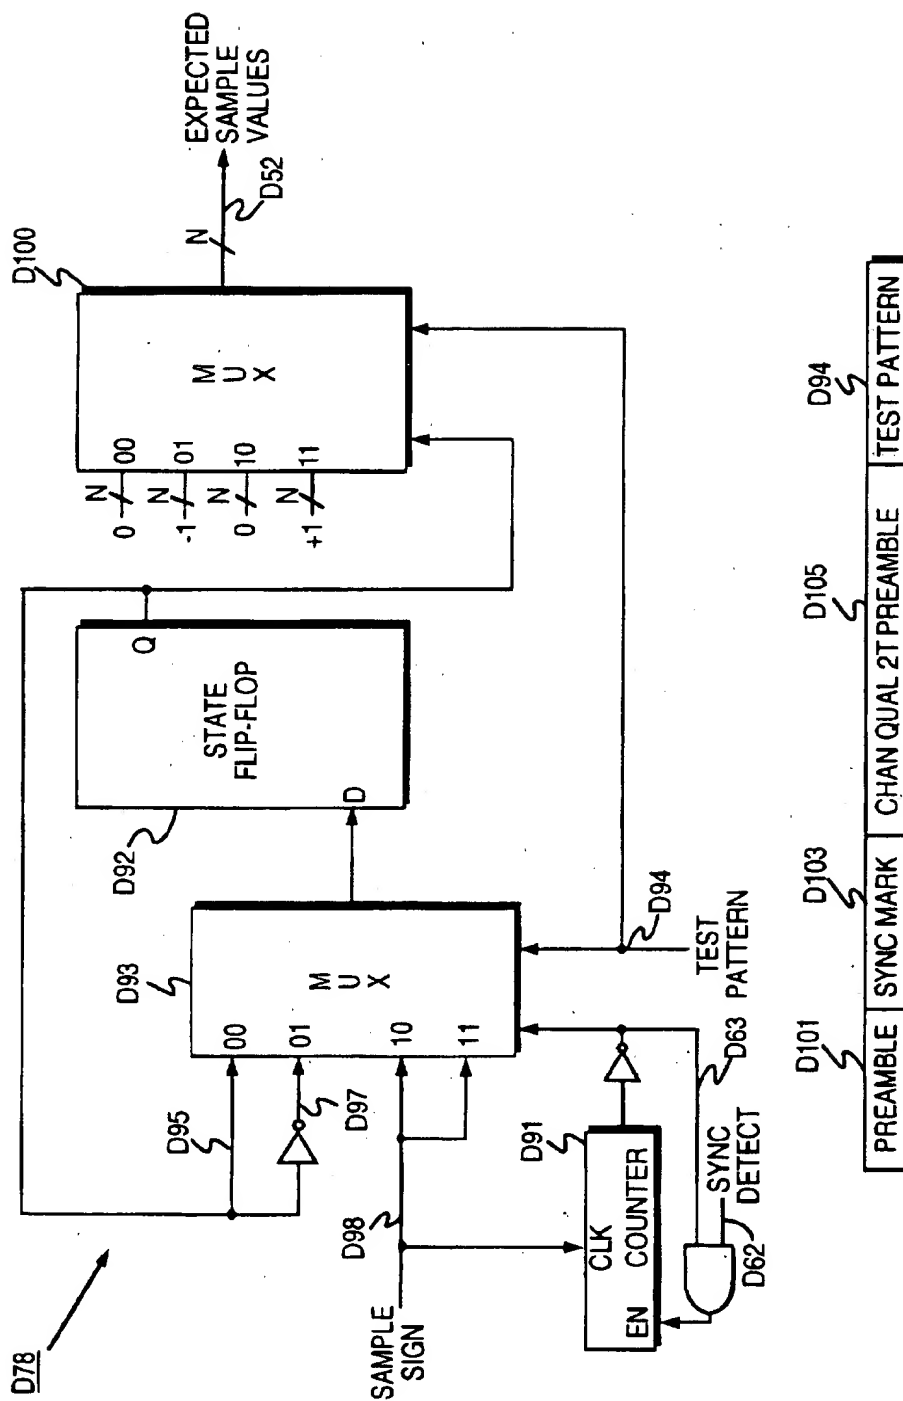 D78
D95
D97
D98
SAMPLE
SIGN
D93
00
01
10
11
M
U
X
D92
STATE
FLIP-FLOP
D
Q
D100
0 N 00
-1 N 01
0 N 10
+1 N 11
M
U
X
N
D52
EXPECTED
SAMPLE
VALUES
D91
CLK
COUNTER
EN
D62
SYNC
DETECT
D63
TEST
PATTERN
D94
D101
D103
D105
D94
PREAMBLE
SYNC MARK
CHAN QUAL 2T PREAMBLE
TEST PATTERN